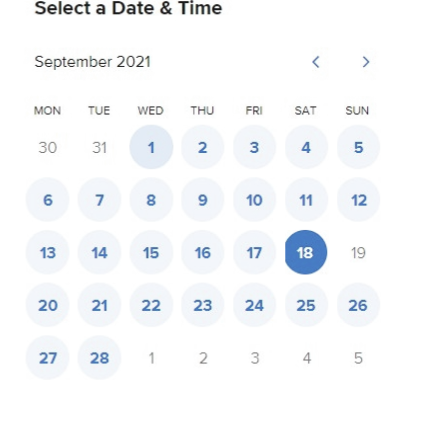 Select a Date & Time
September 2021
MON TUE WED THU FRI SAT SUN
30 31 1 2 3 4 5
6 7 8 9 10 11 12
13 14 15 16 17 18 19
20 21 22 23 24 25 26
27 28 1 2 3 4 5